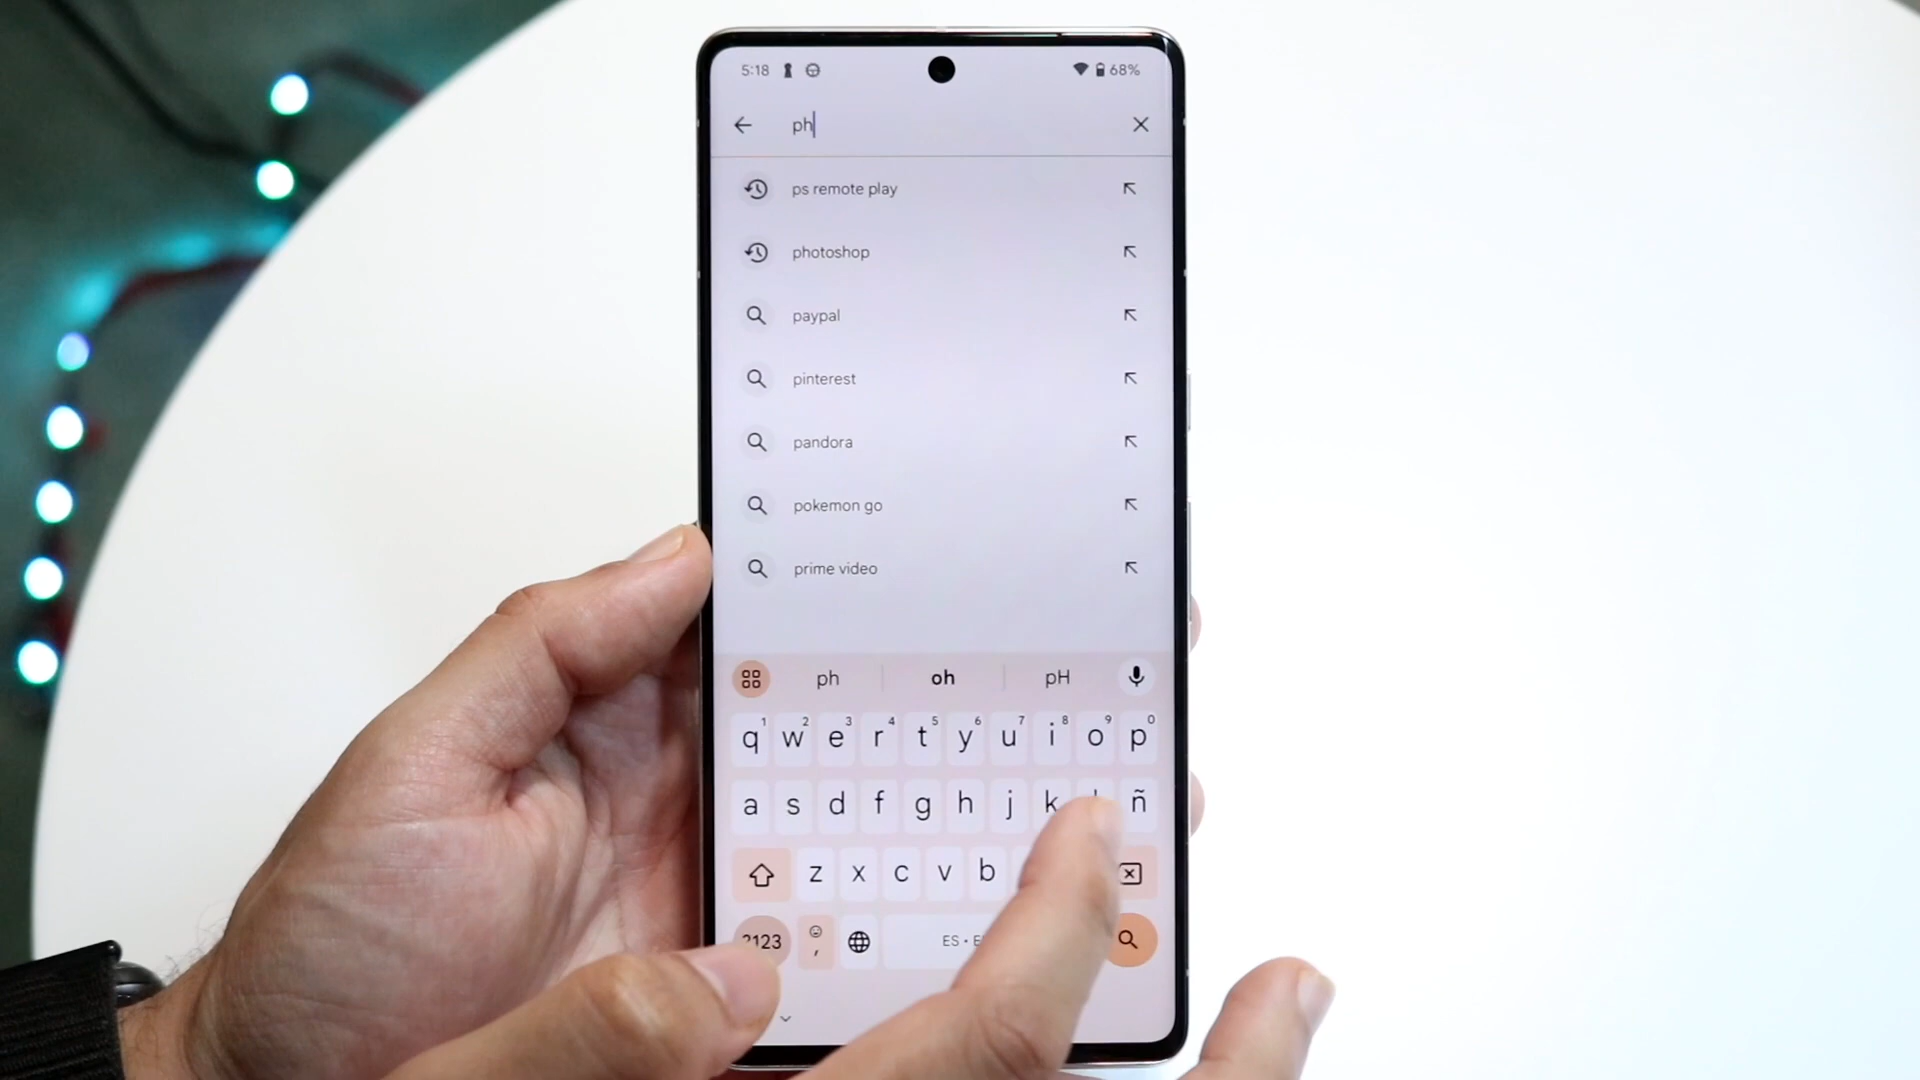 5:18 68%
ph
ps remote play
photoshop
paypal
pinterest
pandora
pokemon go
prime video
ph oh pH
1 2 3 4 5 6 7 8 9 0
q w e r t y u i o p
a s d f g h j k ñ
z x c v b
?123 , ES •